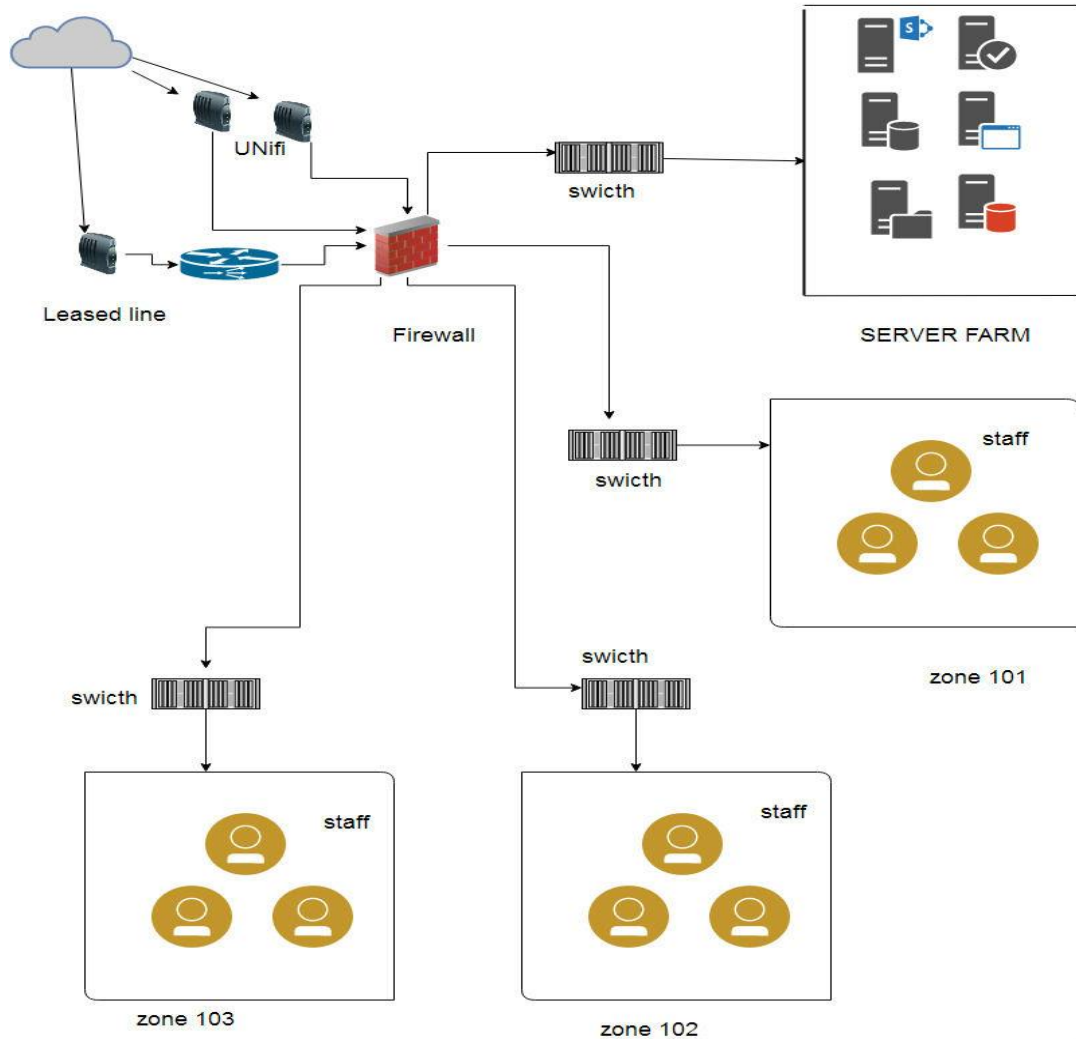 UNifi
swicth
Leased line
Firewall
SERVER FARM
swicth
staff
zone 101
swicth
swicth
staff
staff
zone 103
zone 102